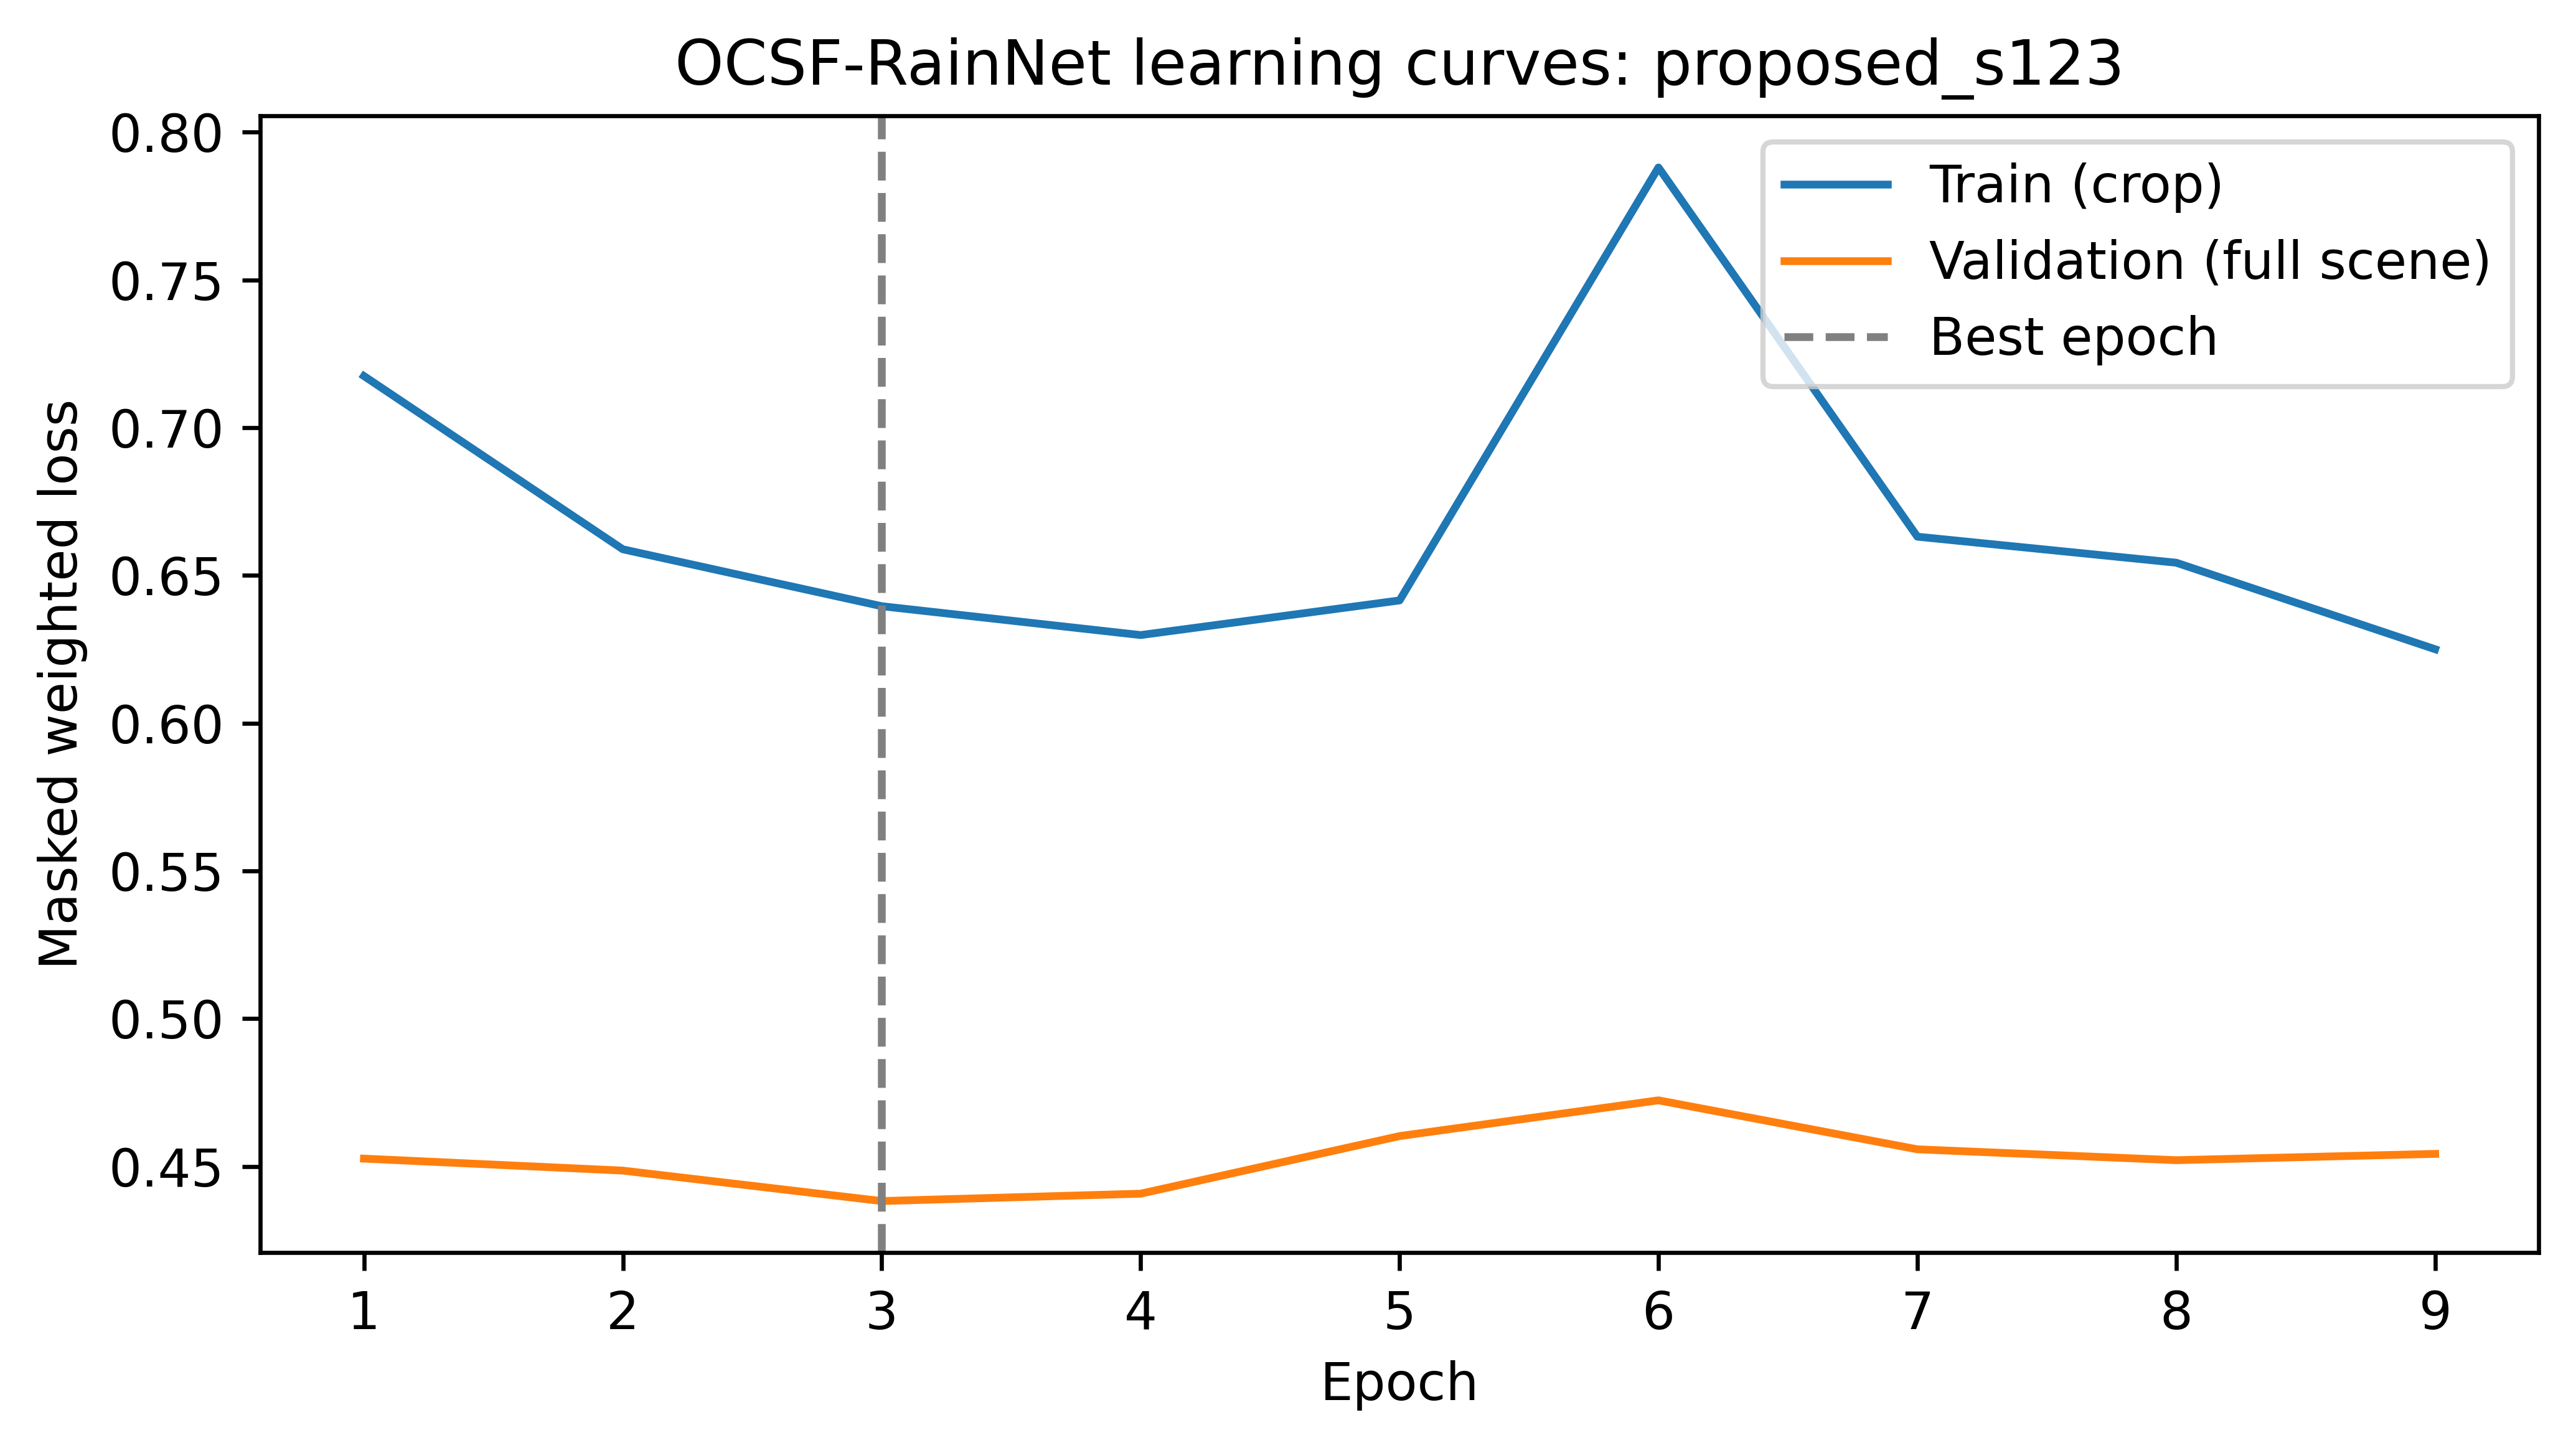 OCSF-RainNet learning curves: proposed_s123
Train (crop)
Validation (full scene)
Best epoch
Masked weighted loss
0.80
0.75
0.70
0.65
0.60
0.55
0.50
0.45
1 2 3 4 5 6 7 8 9
Epoch